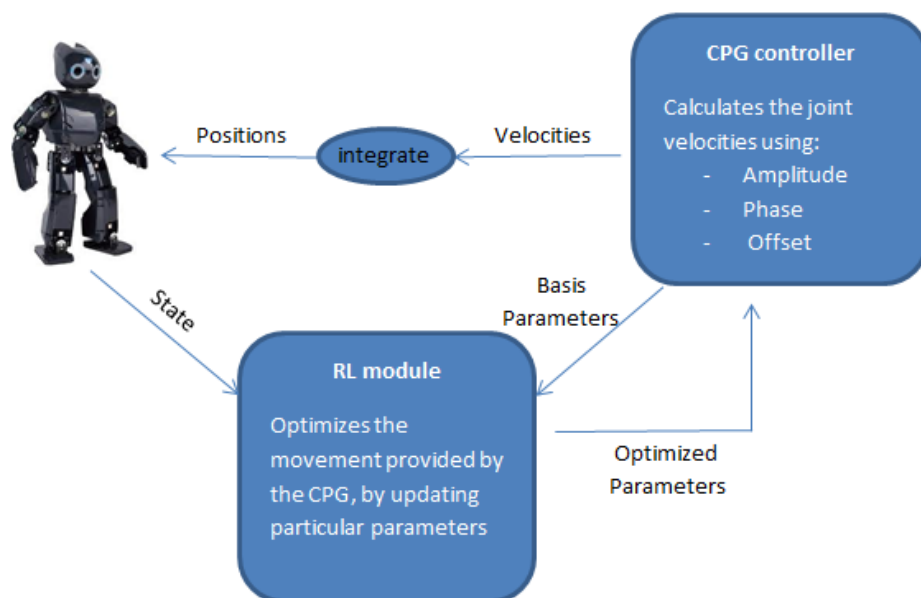 CPG controller
Calculates the joint
velocities using:
- Amplitude
- Phase
- Offset
Positions
integrate
Velocities
State
Basis
Parameters
RL module
Optimizes the
movement provided by
the CPG, by updating
particular parameters
Optimized
Parameters